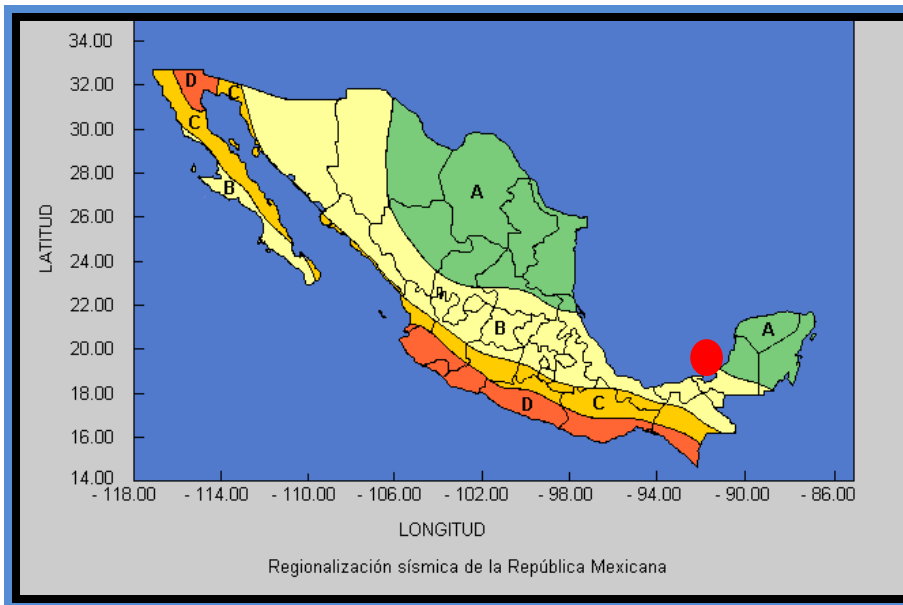 34.00
32.00
30.00
28.00
26.00
24.00
22.00
20.00
18.00
16.00
14.00
LATITUD
D
C
C
B
A
A
B
C
D
- 118.00 - 114.00 - 110.00 - 106.00 - 102.00 - 98.00 - 94.00 - 90.00 - 86.00
LONGITUD
Regionalización sísmica de la República Mexicana